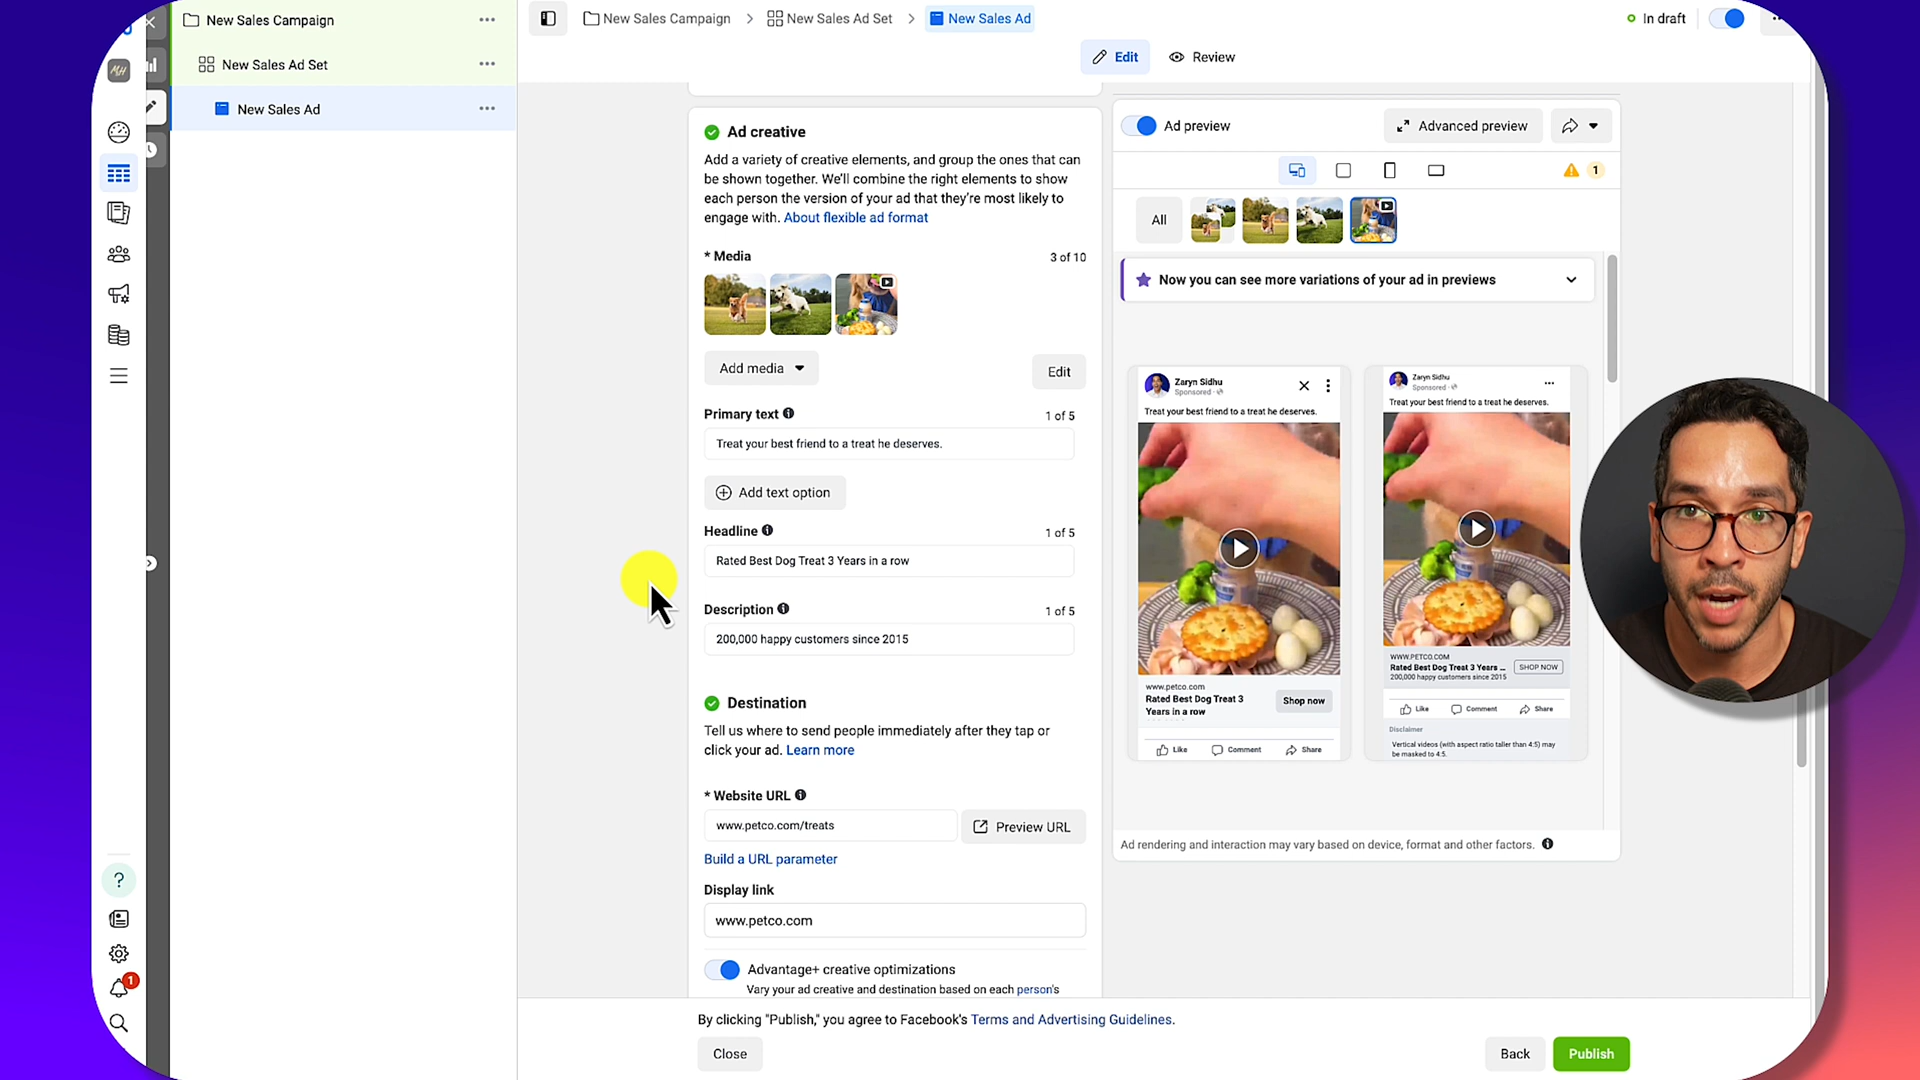 New Sales Campaign
New Sales Ad Set
New Sales Ad
New Sales Campaign
New Sales Ad Set
New Sales Ad
In draft
Edit
Review
Ad creative
Add a variety of creative elements, and group the ones that can
be shown together. We'll combine the right elements to show
each person the version of your ad that they're most likely to
engage with. About flexible ad format
* Media
3 of 10
Add media
Edit
Primary text
1 of 5
Treat your best friend to a treat he deserves.
Add text option
Headline
1 of 5
Rated Best Dog Treat 3 Years in a row
Description
1 of 5
200,000 happy customers since 2015
Destination
Tell us where to send people immediately after they tap or
click your ad. Learn more
* Website URL
www.petco.com/treats
Preview URL
Build a URL parameter
Display link
www.petco.com
Advantage+ creative optimizations
Vary your ad creative and destination based on each person's
Ad preview
Advanced preview
1
All
Now you can see more variations of your ad in previews
Zaryn Sidhu
Sponsored
Treat your best friend to a treat he deserves.
www.petco.com
Rated Best Dog Treat 3
Years in a row
Shop now
Like
Comment
Share
Zaryn Sidhu
Sponsored
Treat your best friend to a treat he deserves.
WWW.PETCO.COM
Rated Best Dog Treat 3 Years ...
200,000 happy customers since 2015
SHOP NOW
Like
Comment
Share
Disclaimer
Vertical videos (with aspect ratio taller than 4:5) may
be masked to 4:5.
Ad rendering and interaction may vary based on device, format and other factors.
By clicking "Publish," you agree to Facebook's Terms and Advertising Guidelines.
Close
Back
Publish
MH
?
1